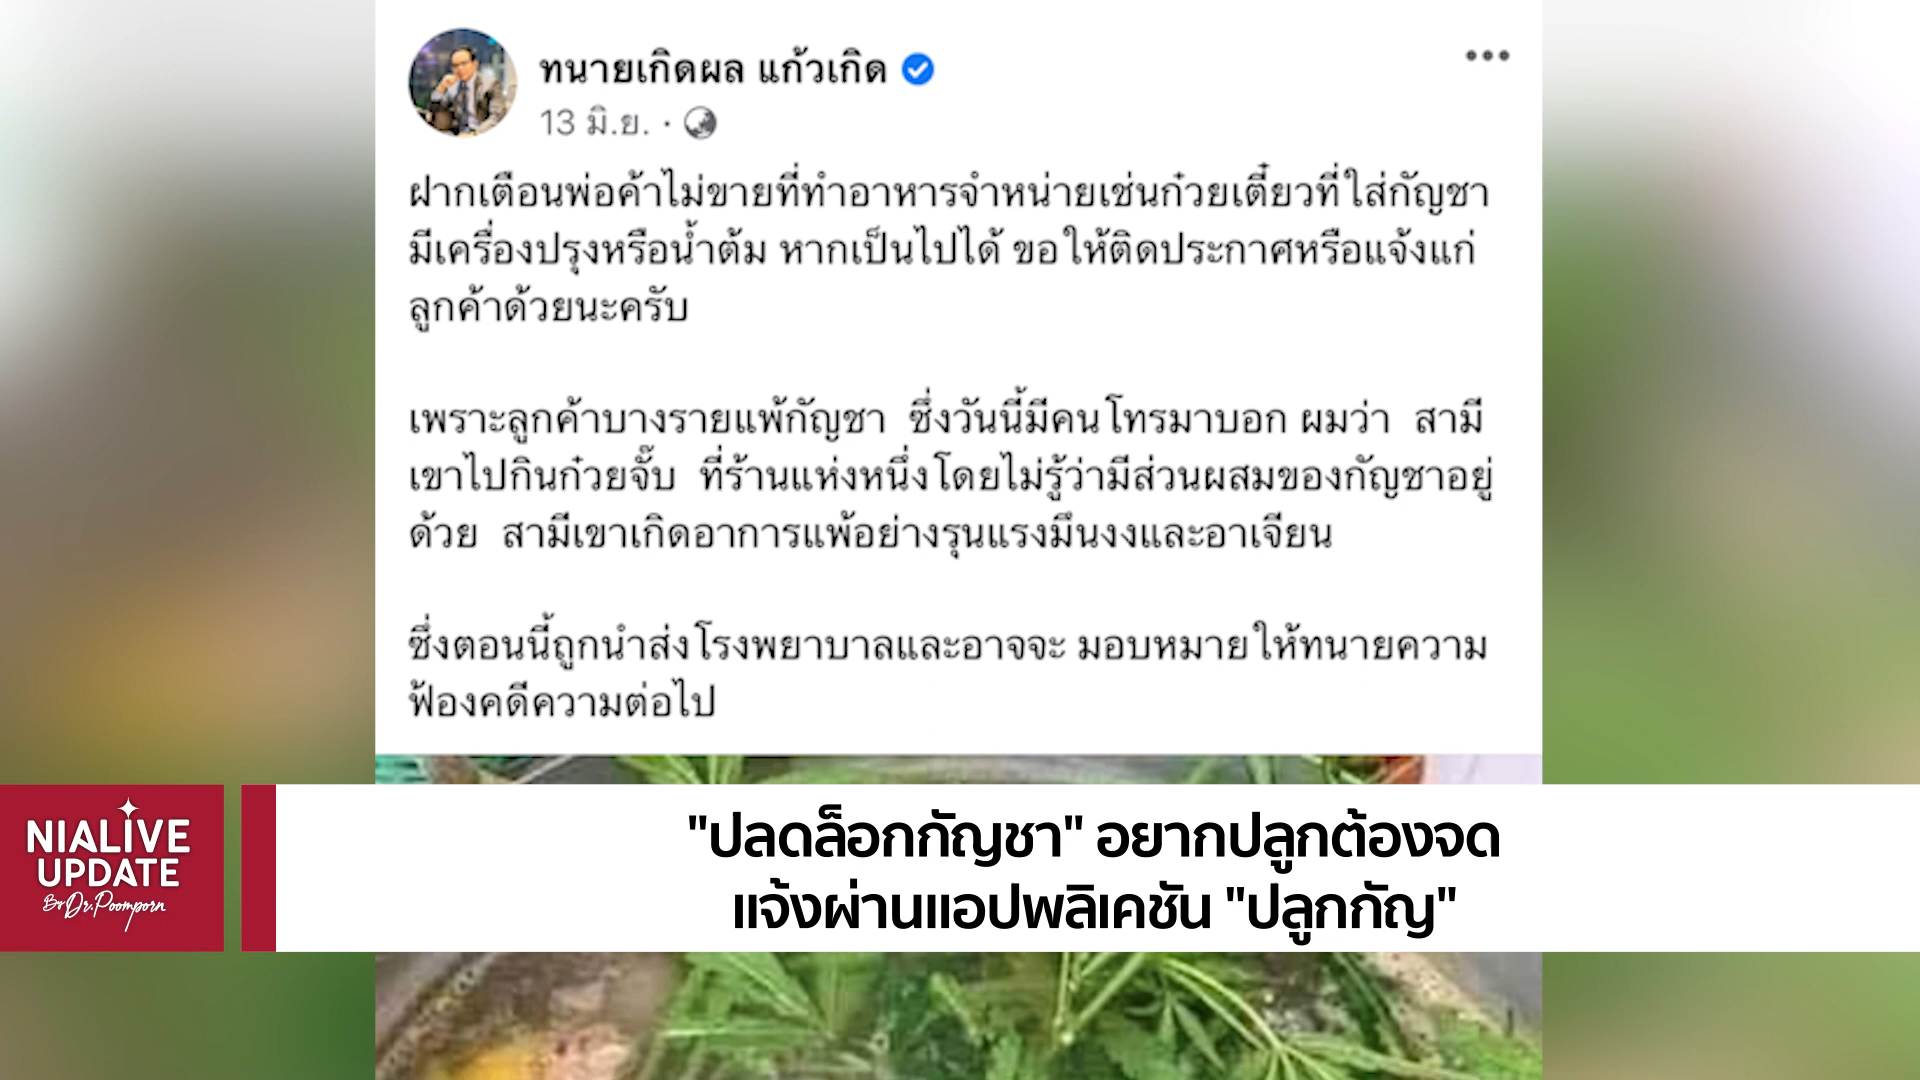 ทนายเกิดผล แก้วเกิด
13 มิ.ย. ·
ฝากเตือนพ่อค้าไม่ขายที่ทำอาหารจำหน่ายเช่นก๋วยเตี๋ยวที่ใส่กัญชา
มีเครื่องปรุงหรือน้ำต้ม หากเป็นไปได้ ขอให้ติดประกาศหรือแจ้งแก่
ลูกค้าด้วยนะครับ
เพราะลูกค้าบางรายแพ้กัญชา ซึ่งวันนี้มีคนโทรมาบอก ผมว่า สามี
เขาไปกินก๋วยจั๊บ ที่ร้านแห่งหนึ่งโดยไม่รู้ว่ามีส่วนผสมของกัญชาอยู่
ด้วย สามีเขาเกิดอาการแพ้อย่างรุนแรงมึนงงและอาเจียน
ซึ่งตอนนี้ถูกนำส่งโรงพยาบาลและอาจจะ มอบหมายให้ทนายความ
ฟ้องคดีความต่อไป
NIALIVE
UPDATE
By Dr.Poomporn
"ปลดล็อกกัญชา" อยากปลูกต้องจด
แจ้งผ่านแอปพลิเคชัน "ปลูกกัญ"